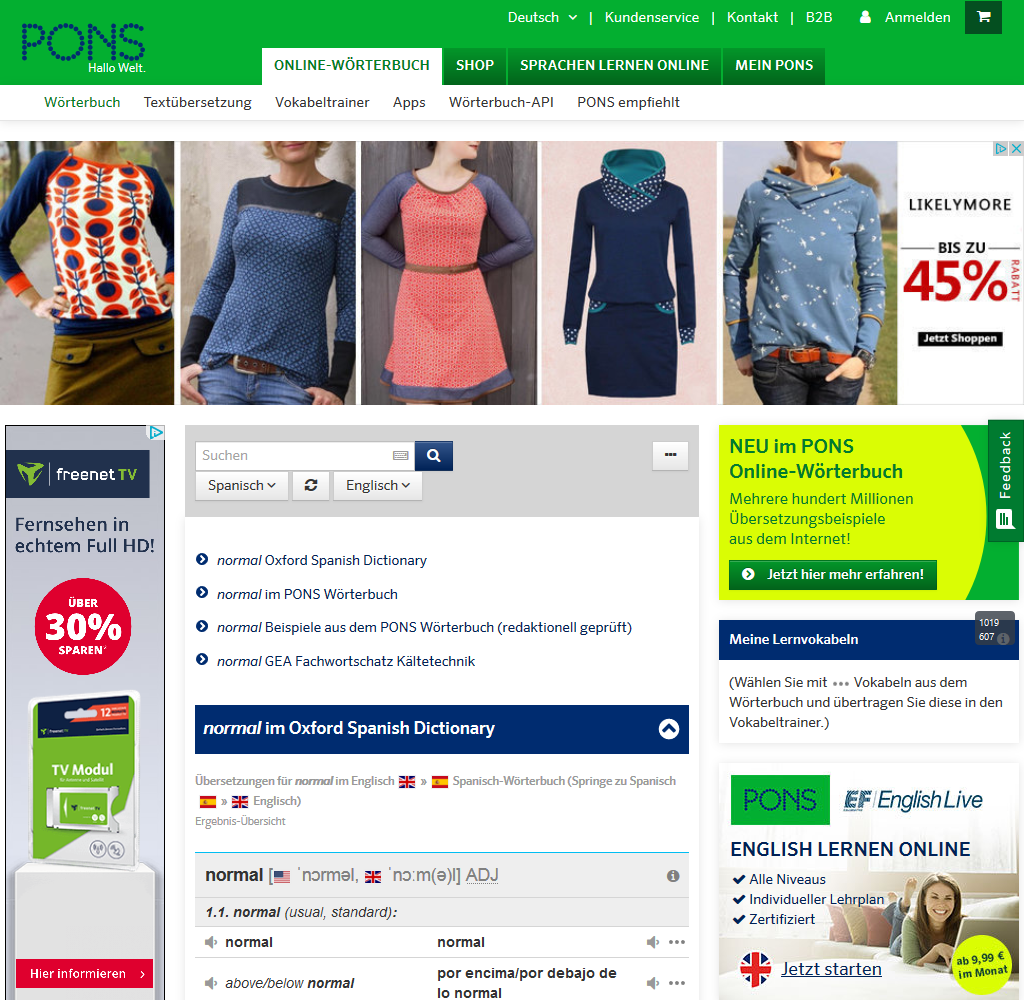 Deutsch | Kundenservice | Kontakt | B2B Anmelden
PONS
Hallo Welt.
ONLINE-WÖRTERBUCH SHOP SPRACHEN LERNEN ONLINE MEIN PONS
Wörterbuch Textübersetzung Vokabeltrainer Apps Wörterbuch-API PONS empfiehlt
LIKELYMORE
BIS ZU
45%
RABATT
Jetzt Shoppen
freenet TV
Fernsehen in
echtem Full HD!
ÜBER
30%
SPAREN
12
freenet TV
TV Modul
Hier informieren
Suchen
Spanisch Englisch
normal Oxford Spanish Dictionary
normal im PONS Wörterbuch
normal Beispiele aus dem PONS Wörterbuch (redaktionell geprüft)
normal GEA Fachwortschatz Kältetechnik
normal im Oxford Spanish Dictionary
Übersetzungen für normal im Englisch » Spanisch-Wörterbuch (Springe zu Spanisch
» Englisch)
Ergebnis-Übersicht
normal [ ˈnɔrməl, ˈnɔːm(ə)l] ADJ
1.1. normal (usual, standard):
normal normal
above/below normal por encima/por debajo de
lo normal
NEU im PONS
Online-Wörterbuch
Mehrere hundert Millionen
Übersetzungsbeispiele
aus dem Internet!
Jetzt hier mehr erfahren!
Feedback
Meine Lernvokabeln
1019
607
(Wählen Sie mit ••• Vokabeln aus dem
Wörterbuch und übertragen Sie diese in den
Vokabeltrainer.)
PONS EF English Live
ENGLISH LERNEN ONLINE
Alle Niveaus
Individueller Lehrplan
Zertifiziert
Jetzt starten
ab 9,99 €
im Monat